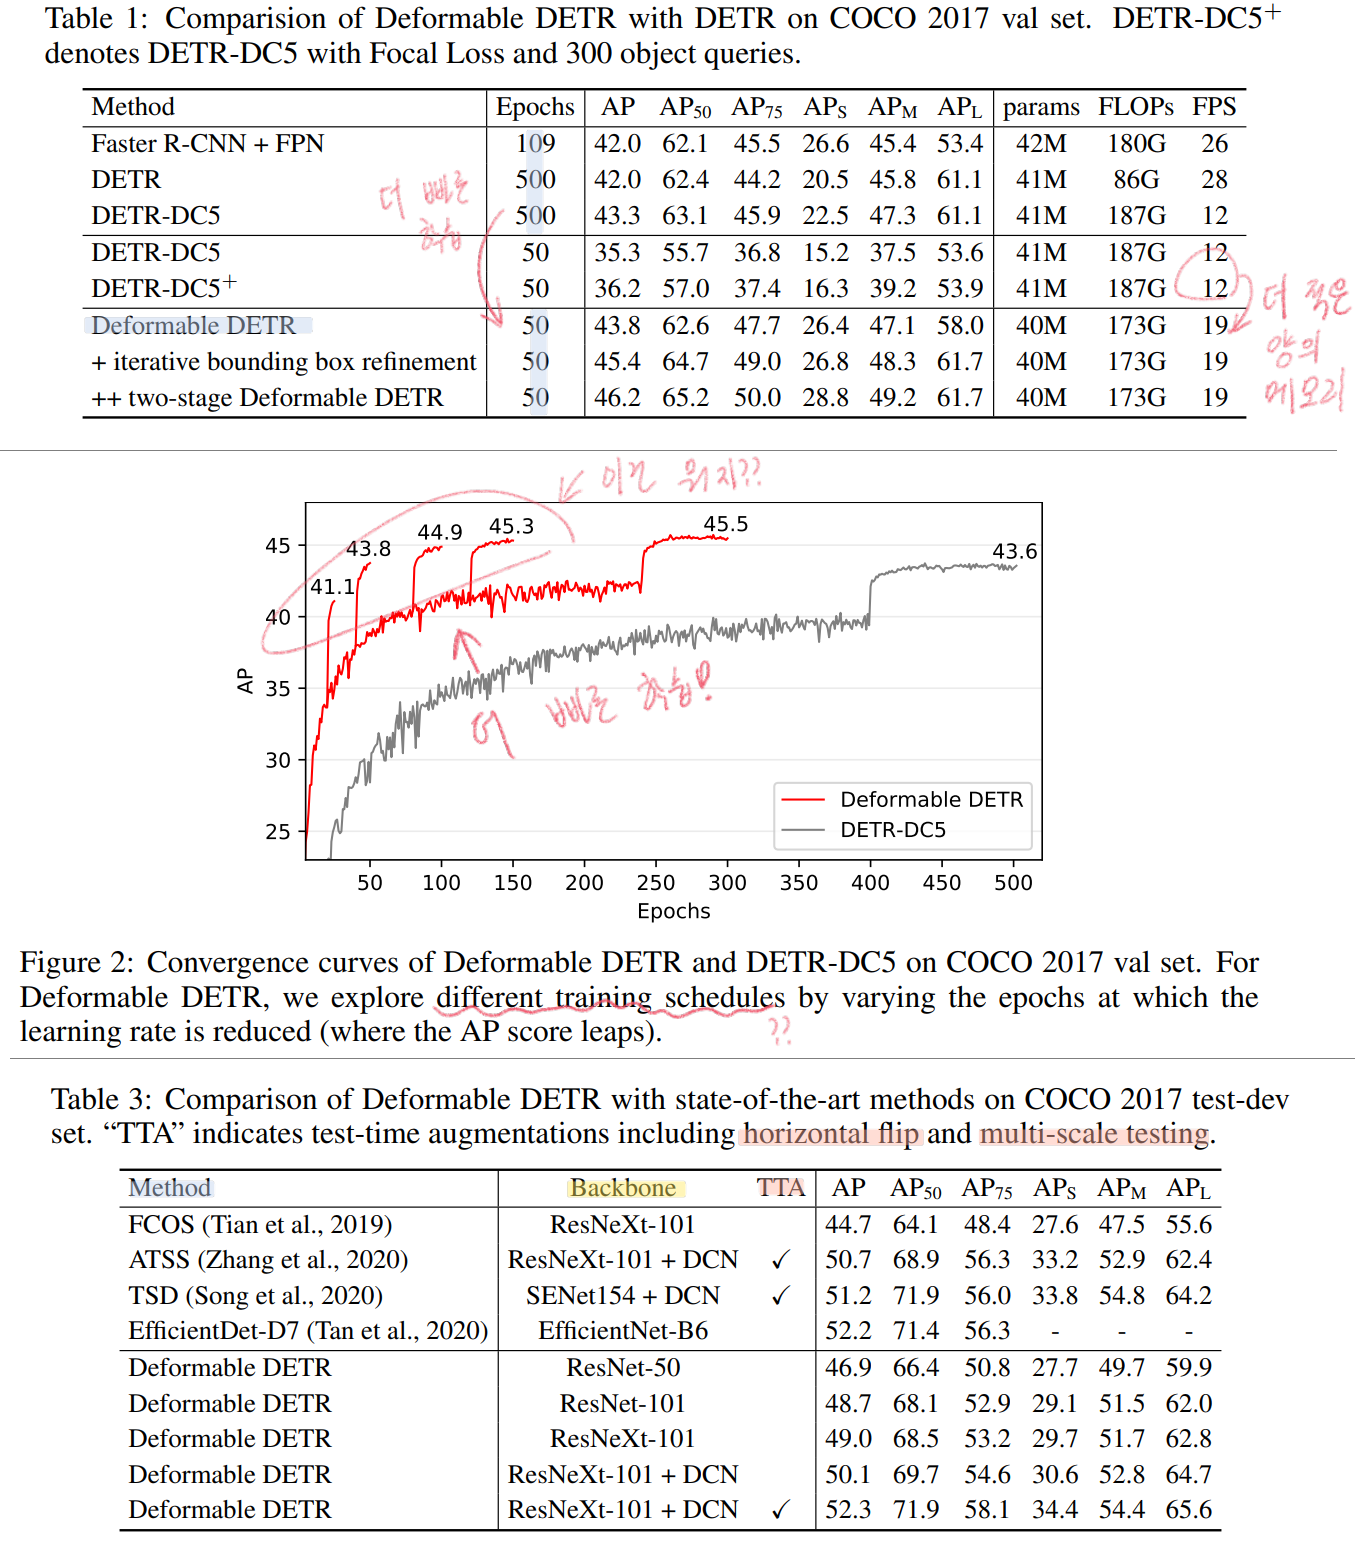 Table 1: Comparision of Deformable DETR with DETR on COCO 2017 val set. DETR-DC5+
denotes DETR-DC5 with Focal Loss and 300 object queries.
Method Epochs AP AP50 AP75 APS APM APL params FLOPs FPS
Faster R-CNN + FPN 109 42.0 62.1 45.5 26.6 45.4 53.4 42M 180G 26
DETR 500 42.0 62.4 44.2 20.5 45.8 61.1 41M 86G 28
DETR-DC5 500 43.3 63.1 45.9 22.5 47.3 61.1 41M 187G 12
DETR-DC5 50 35.3 55.7 36.8 15.2 37.5 53.6 41M 187G 12
DETR-DC5+ 50 36.2 57.0 37.4 16.3 39.2 53.9 41M 187G 12
Deformable DETR 50 43.8 62.6 47.7 26.4 47.1 58.0 40M 173G 19
+ iterative bounding box refinement 50 45.4 64.7 49.0 26.8 48.3 61.7 40M 173G 19
++ two-stage Deformable DETR 50 46.2 65.2 50.0 28.8 49.2 61.7 40M 173G 19
더 빠른
학습
더 적은
양의
메모리
이건 뭐지??
41.1
43.8
44.9
45.3
45.5
43.6
45
40
35
30
25
AP
더 빠른 학습!
Deformable DETR
DETR-DC5
50 100 150 200 250 300 350 400 450 500
Epochs
Figure 2: Convergence curves of Deformable DETR and DETR-DC5 on COCO 2017 val set. For
Deformable DETR, we explore different training schedules by varying the epochs at which the
learning rate is reduced (where the AP score leaps).
??
Table 3: Comparison of Deformable DETR with state-of-the-art methods on COCO 2017 test-dev
set. “TTA” indicates test-time augmentations including horizontal flip and multi-scale testing.
Method Backbone TTA AP AP50 AP75 APS APM APL
FCOS (Tian et al., 2019) ResNeXt-101 44.7 64.1 48.4 27.6 47.5 55.6
ATSS (Zhang et al., 2020) ResNeXt-101 + DCN ✓ 50.7 68.9 56.3 33.2 52.9 62.4
TSD (Song et al., 2020) SENet154 + DCN ✓ 51.2 71.9 56.0 33.8 54.8 64.2
EfficientDet-D7 (Tan et al., 2020) EfficientNet-B6 52.2 71.4 56.3 - - -
Deformable DETR ResNet-50 46.9 66.4 50.8 27.7 49.7 59.9
Deformable DETR ResNet-101 48.7 68.1 52.9 29.1 51.5 62.0
Deformable DETR ResNeXt-101 49.0 68.5 53.2 29.7 51.7 62.8
Deformable DETR ResNeXt-101 + DCN 50.1 69.7 54.6 30.6 52.8 64.7
Deformable DETR ResNeXt-101 + DCN ✓ 52.3 71.9 58.1 34.4 54.4 65.6